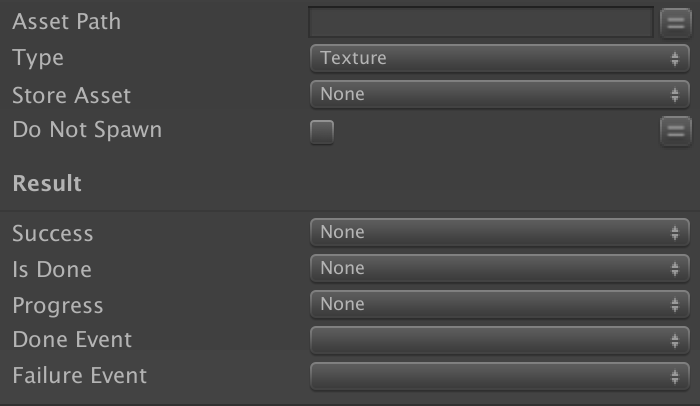 Asset Path
Type Texture
Store Asset None
Do Not Spawn
Result
Success None
Is Done None
Progress None
Done Event
Failure Event